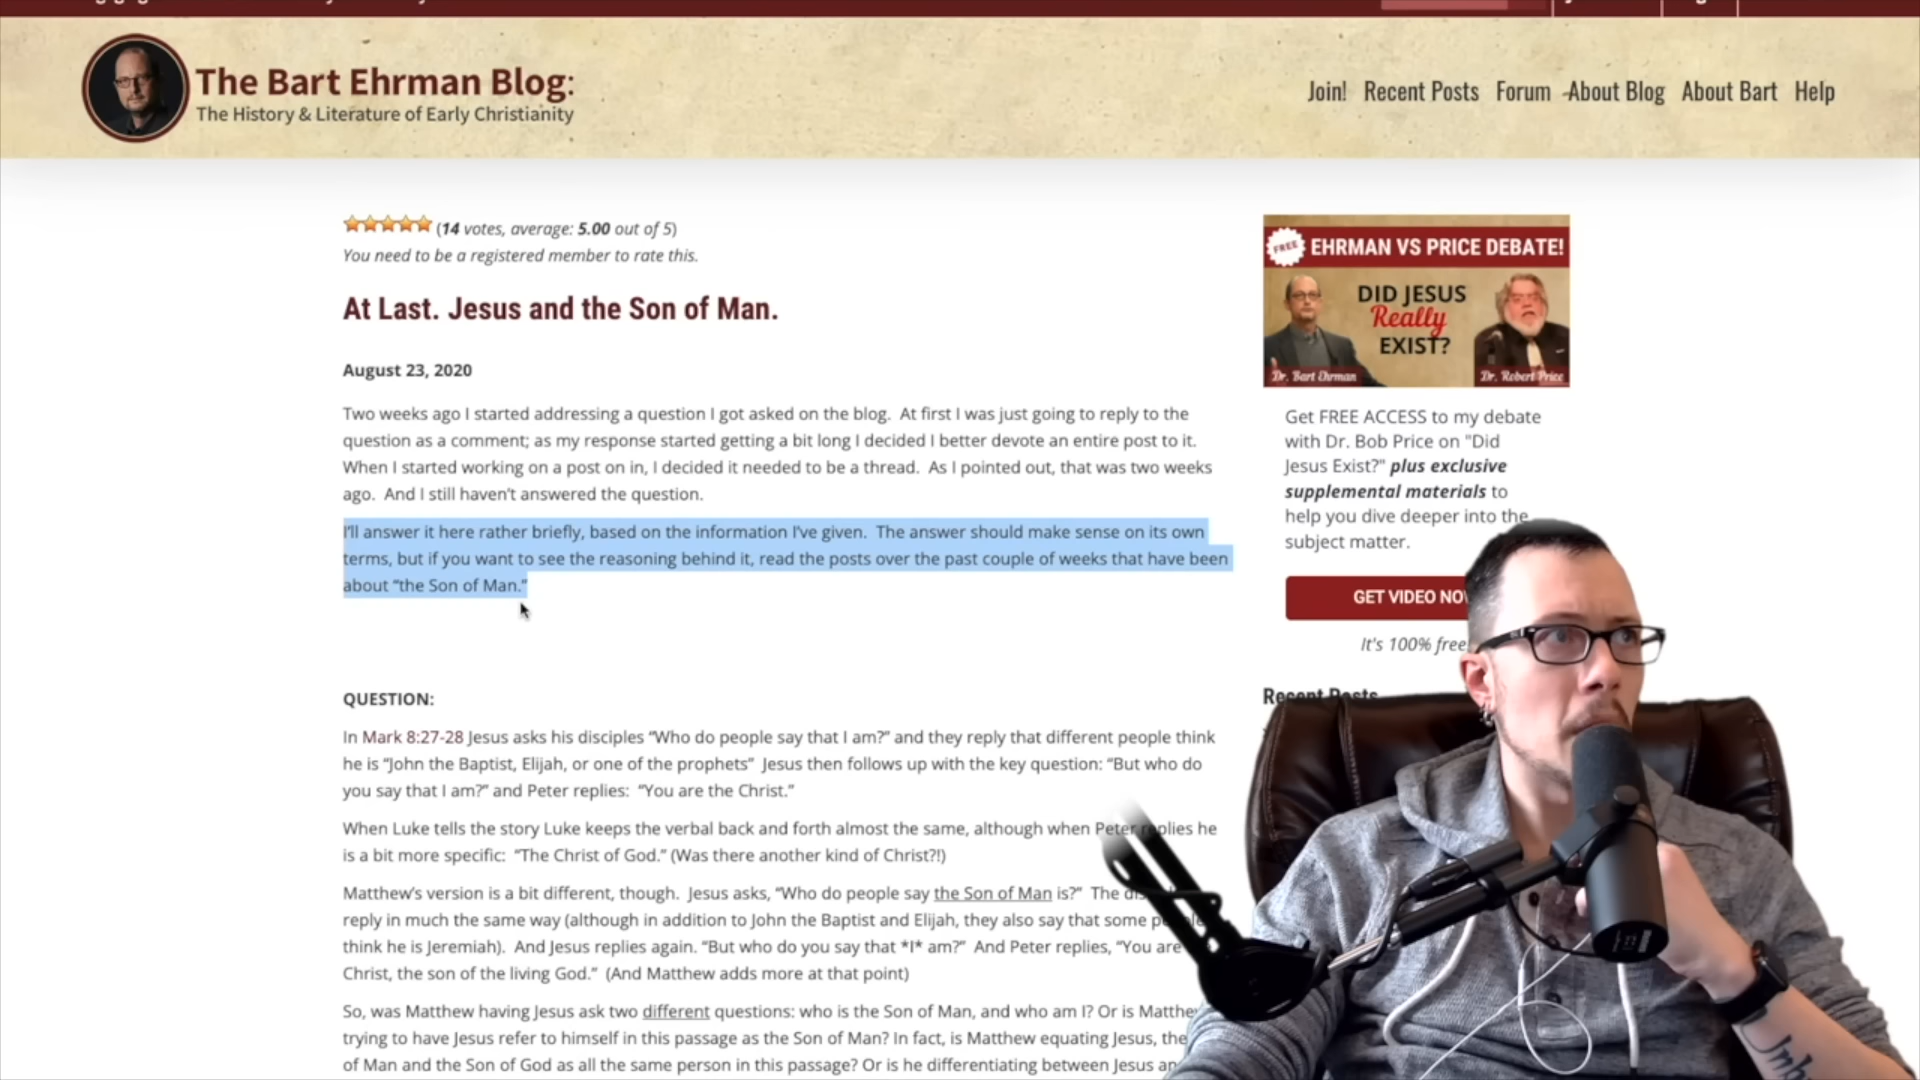 The Bart Ehrman Blog:
The History & Literature of Early Christianity
Join! Recent Posts Forum About Blog About Bart Help
(14 votes, average: 5.00 out of 5)
You need to be a registered member to rate this.
At Last. Jesus and the Son of Man.
August 23, 2020
Two weeks ago I started addressing a question I got asked on the blog. At first I was just going to reply to the
question as a comment; as my response started getting a bit long I decided I better devote an entire post to it.
When I started working on a post on in, I decided it needed to be a thread. As I pointed out, that was two weeks
ago. And I still haven't answered the question.
I'll answer it here rather briefly, based on the information I've given. The answer should make sense on its own
terms, but if you want to see the reasoning behind it, read the posts over the past couple of weeks that have been
about “the Son of Man.”
QUESTION:
In Mark 8:27-28 Jesus asks his disciples “Who do people say that I am?” and they reply that different people think
he is “John the Baptist, Elijah, or one of the prophets” Jesus then follows up with the key question: “But who do
you say that I am?” and Peter replies: “You are the Christ.”
When Luke tells the story Luke keeps the verbal back and forth almost the same, although when Peter replies he
is a bit more specific: “The Christ of God.” (Was there another kind of Christ?!)
Matthew's version is a bit different, though. Jesus asks, “Who do people say the Son of Man is?” The
reply in much the same way (although in addition to John the Baptist and Elijah, they also say that some
think he is Jeremiah). And Jesus replies again. “But who do you say that *I* am?” And Peter replies, “You are
Christ, the son of the living God.” (And Matthew adds more at that point)
So, was Matthew having Jesus ask two different questions: who is the Son of Man, and who am I? Or is Matthew
trying to have Jesus refer to himself in this passage as the Son of Man? In fact, is Matthew equating Jesus, the
of Man and the Son of God as all the same person in this passage? Or is he differentiating between Jesus
FREE
EHRMAN VS PRICE DEBATE!
DID JESUS
Really
EXIST?
Dr. Bart Ehrman
Dr. Robert Price
Get FREE ACCESS to my debate
with Dr. Bob Price on "Did
Jesus Exist?" plus exclusive
supplemental materials to
help you dive deeper into the
subject matter.
GET VIDEO NO
It's 100% free
Recent Posts